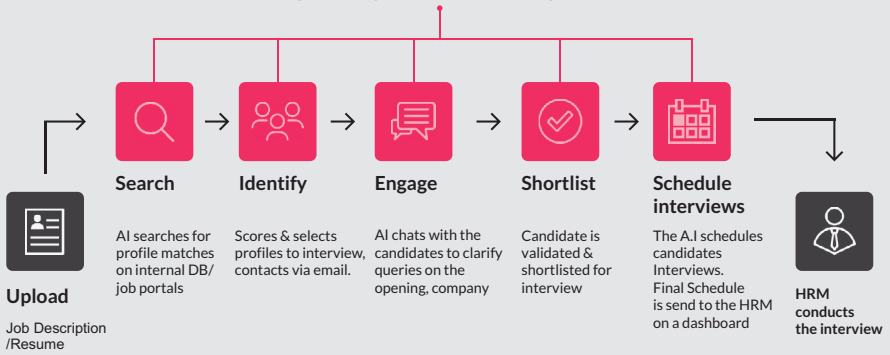 Upload
Job Description
/Resume
Search
AI searches for
profile matches
on internal DB/
job portals
Identify
Scores & selects
profiles to interview,
contacts via email.
Engage
AI chats with the
candidates to clarify
queries on the
opening, company
Shortlist
Candidate is
validated &
shortlisted for
interview
Schedule
interviews
The A.I schedules
candidates
Interviews.
Final Schedule
is send to the HRM
on a dashboard
HRM
conducts
the interview